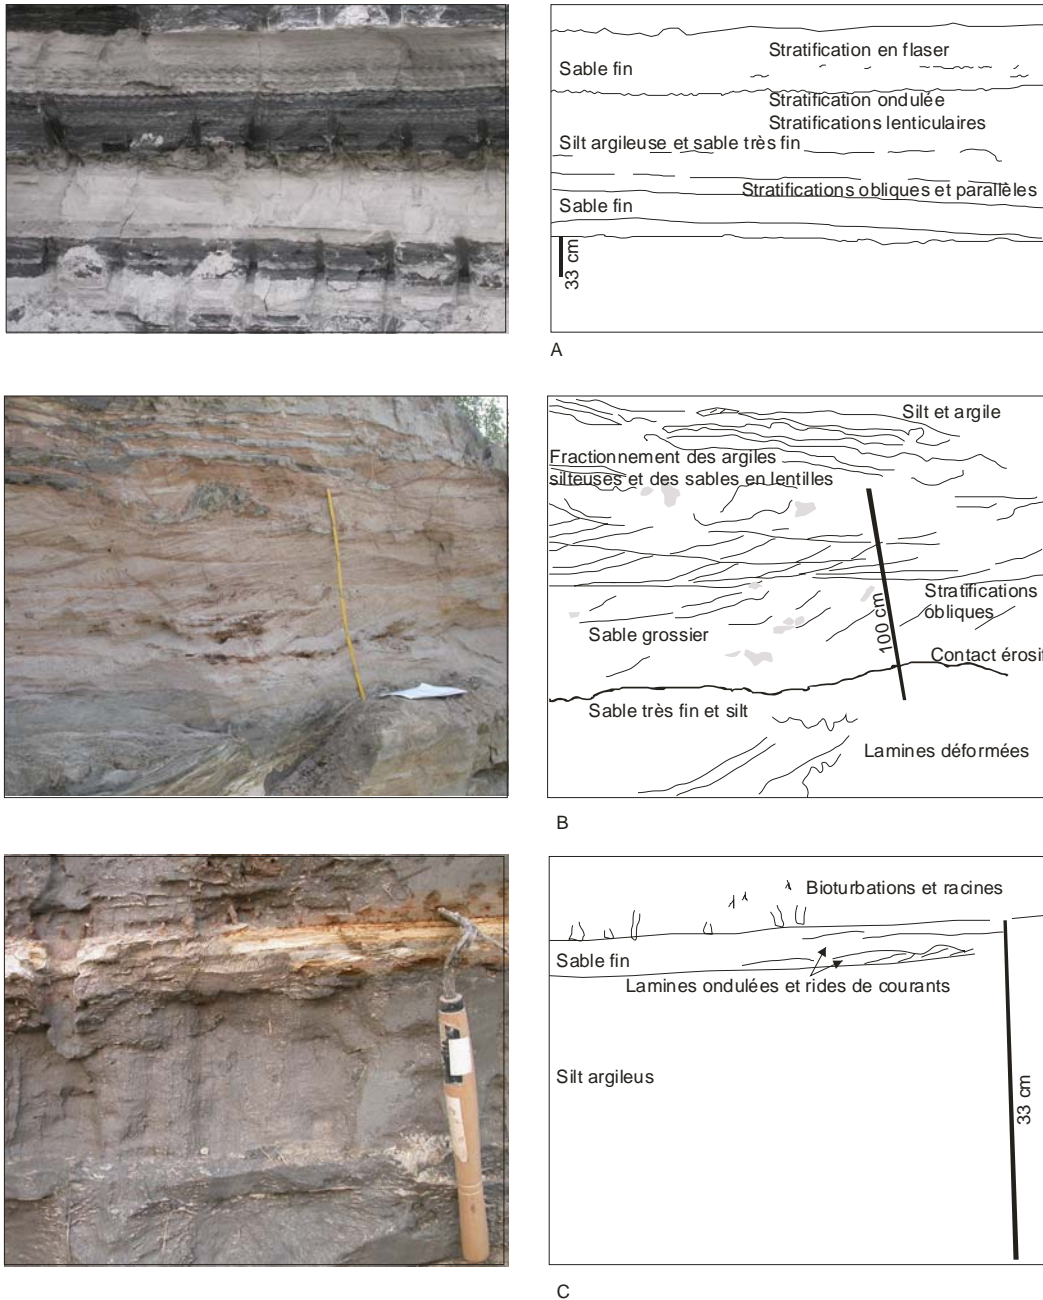 Stratification en flaser
Sable fin
Stratification ondulée
Stratifications lenticulaires
Silt argileuse et sable très fin
Stratifications obliques et parallèles
Sable fin
33 cm
A
Silt et argile
Fractionnement des argiles
silteuses et des sables en lentilles
Stratifications
obliques
100 cm
Sable grossier
Contact érosif
Sable très fin et silt
Lamines déformées
B
Bioturbations et racines
Sable fin
Lamines ondulées et rides de courants
Silt argileus
33 cm
C